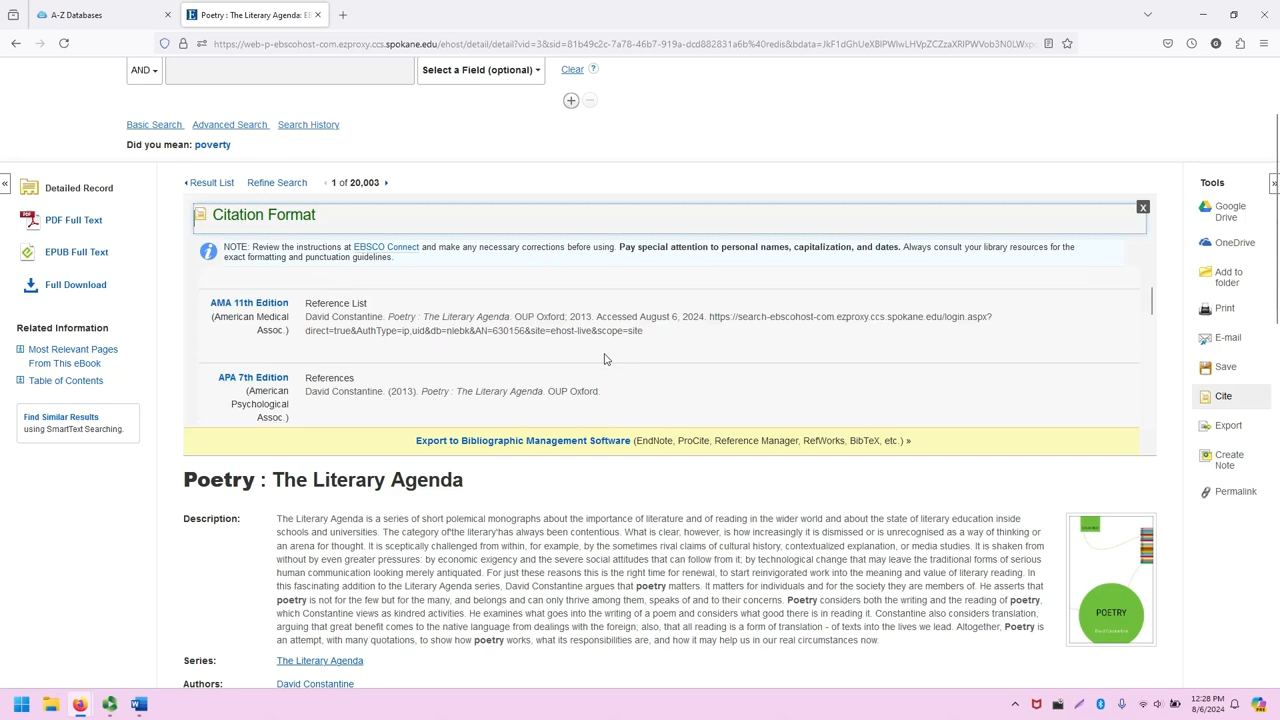 A-Z Databases
Poetry : The Literary Agenda: EB
https://web-p-ebscohost-com.ezproxy.ccs.spokane.edu/ehost/detail/detail?vid=3&sid=81b49c2c-7a78-46b7-919a-dcd882831a6b%40redis&bdata=
AND
Select a Field (optional)
Clear
Basic Search Advanced Search Search History
Did you mean: poverty
Detailed Record
PDF Full Text
EPUB Full Text
Full Download
Related Information
Most Relevant Pages
From This eBook
Table of Contents
Find Similar Results
using SmartText Searching.
Result List Refine Search 1 of 20,003
Citation Format
x
NOTE: Review the instructions at EBSCO Connect and make any necessary corrections before using. Pay special attention to personal names, capitalization, and dates. Always consult your library resources for the
exact formatting and punctuation guidelines.
AMA 11th Edition
(American Medical
Assoc.)
Reference List
David Constantine. Poetry : The Literary Agenda. OUP Oxford; 2013. Accessed August 6, 2024. https://search-ebscohost-com.ezproxy.ccs.spokane.edu/login.aspx?
direct=true&AuthType=ip,uid&db=nlebk&AN=630156&site=ehost-live&scope=site
APA 7th Edition
(American
Psychological
Assoc.)
References
David Constantine. (2013). Poetry : The Literary Agenda. OUP Oxford.
Export to Bibliographic Management Software (EndNote, ProCite, Reference Manager, RefWorks, BibTeX, etc.) »
Poetry : The Literary Agenda
Description:
The Literary Agenda is a series of short polemical monographs about the importance of literature and of reading in the wider world and about the state of literary education inside
schools and universities. The category of'the literary'has always been contentious. What is clear, however, is how increasingly it is dismissed or is unrecognised as a way of thinking or
an arena for thought. It is sceptically challenged from within, for example, by the sometimes rival claims of cultural history, contextualized explanation, or media studies. It is shaken from
without by even greater pressures: by economic exigency and the severe social attitudes that can follow from it; by technological change that may leave the traditional forms of serious
human communication looking merely antiquated. For just these reasons this is the right time for renewal, to start reinvigorated work into the meaning and value of literary reading. In
this fascinating addition to the Literary Agenda series, David Constantine argues that poetry matters. It matters for individuals and for the society they are members of. He asserts that
poetry is not for the few but for the many, and belongs and can only thrive among them, speaks of and to their concerns. Poetry considers both the writing and the reading of poetry,
which Constantine views as kindred activities. He examines what goes into the writing of a poem and considers what good there is in reading it. Constantine also considers translation,
arguing that great benefit comes to the native language from dealings with the foreign; also, that all reading is a form of translation - of texts into the lives we lead. Altogether, Poetry is
an attempt, with many quotations, to show how poetry works, what its responsibilities are, and how it may help us in our real circumstances now.
POETRY
David Constantine
Series:
The Literary Agenda
Authors:
David Constantine
Tools
Google
Drive
OneDrive
Add to
folder
Print
E-mail
Save
Cite
Export
Create
Note
Permalink
12:28 PM
8/6/2024